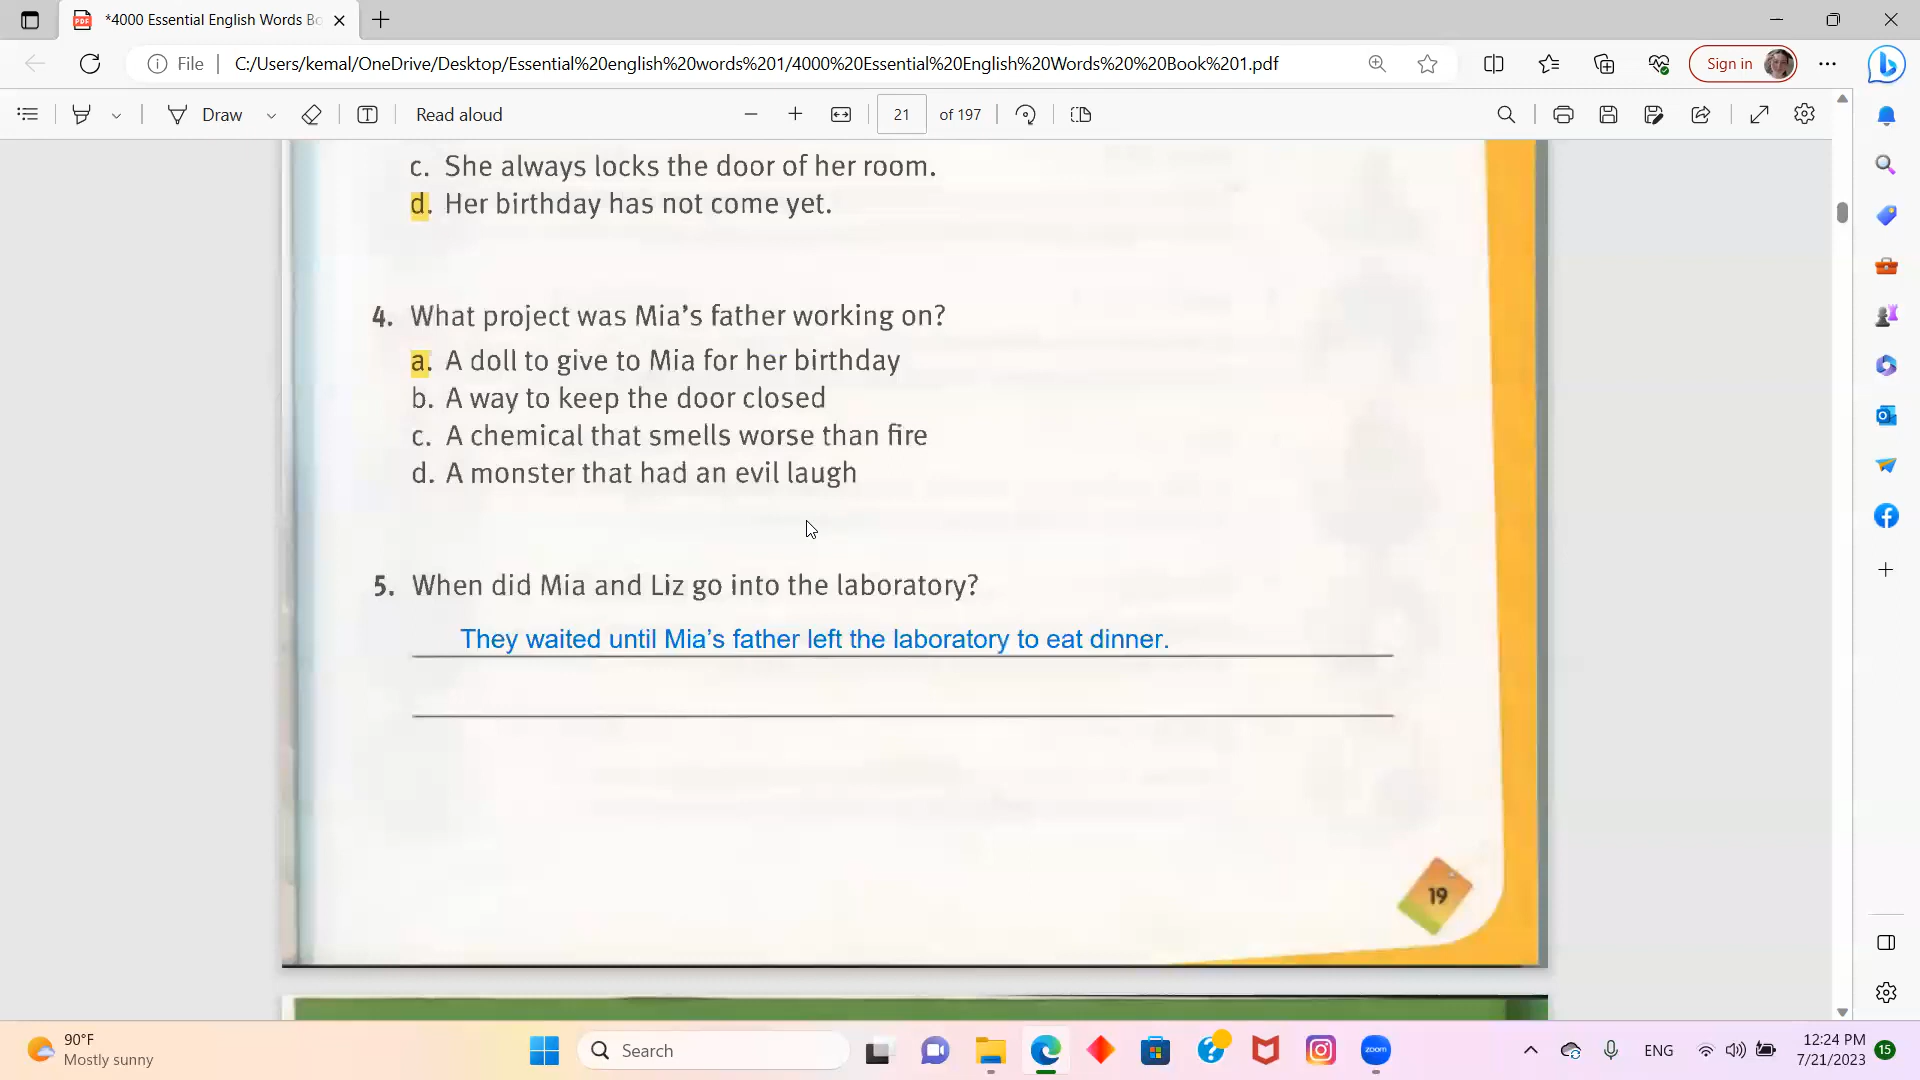 *4000 Essential English Words Bo
File
C:/Users/kemal/OneDrive/Desktop/Essential%20english%20words%201/4000%20Essential%20English%20Words%20%20Book%201.pdf
Sign in
Draw
Read aloud
21 of 197
c. She always locks the door of her room.
d. Her birthday has not come yet.
4. What project was Mia's father working on?
a. A doll to give to Mia for her birthday
b. A way to keep the door closed
c. A chemical that smells worse than fire
d. A monster that had an evil laugh
5. When did Mia and Liz go into the laboratory?
They waited until Mia's father left the laboratory to eat dinner.
19
90°F
Mostly sunny
Search
zoom
ENG
12:24 PM
7/21/2023
15